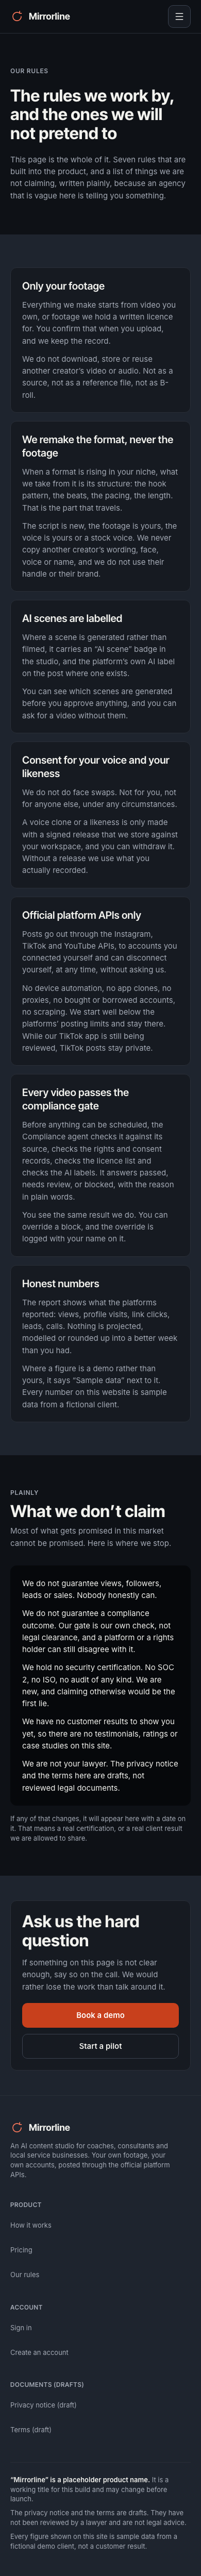 Mirrorline
OUR RULES
The rules we work by,
and the ones we will
not pretend to
This page is the whole of it. Seven rules that are
built into the product, and a list of things we are
not claiming, written plainly, because an agency
that is vague here is telling you something.
Only your footage
Everything we make starts from video you
own, or footage we hold a written licence
for. You confirm that when you upload,
and we keep the record.
We do not download, store or reuse
another creator’s video or audio. Not as a
source, not as a reference file, not as B-
roll.
We remake the format, never the
footage
When a format is rising in your niche, what
we take from it is its structure: the hook
pattern, the beats, the pacing, the length.
That is the part that travels.
The script is new, the footage is yours, the
voice is yours or a stock voice. We never
copy another creator’s wording, face,
voice or name, and we do not use their
handle or their brand.
AI scenes are labelled
Where a scene is generated rather than
filmed, it carries an “AI scene” badge in
the studio, and the platform’s own AI label
on the post where one exists.
You can see which scenes are generated
before you approve anything, and you can
ask for a video without them.
Consent for your voice and your
likeness
We do not do face swaps. Not for you, not
for anyone else, under any circumstances.
A voice clone or a likeness is only made
with a signed release that we store against
your workspace, and you can withdraw it.
Without a release we use what you
actually recorded.
Official platform APIs only
Posts go out through the Instagram,
TikTok and YouTube APIs, to accounts you
connected yourself and can disconnect
yourself, at any time, without asking us.
No device automation, no app clones, no
proxies, no bought or borrowed accounts,
no scraping. We start well below the
platforms’ posting limits and stay there.
While our TikTok app is still being
reviewed, TikTok posts stay private.
Every video passes the
compliance gate
Before anything can be scheduled, the
Compliance agent checks it against its
source, checks the rights and consent
records, checks the licence list and
checks the AI labels. It answers passed,
needs review, or blocked, with the reason
in plain words.
You see the same result we do. You can
override a block, and the override is
logged with your name on it.
Honest numbers
The report shows what the platforms
reported: views, profile visits, link clicks,
leads, calls. Nothing is projected,
modelled or rounded up into a better week
than you had.
Where a figure is a demo rather than
yours, it says “Sample data” next to it.
Every number on this website is sample
data from a fictional client.
PLAINLY
What we don’t claim
Most of what gets promised in this market
cannot be promised. Here is where we stop.
We do not guarantee views, followers,
leads or sales. Nobody honestly can.
We do not guarantee a compliance
outcome. Our gate is our own check, not
legal clearance, and a platform or a rights
holder can still disagree with it.
We hold no security certification. No SOC
2, no ISO, no audit of any kind. We are
new, and claiming otherwise would be the
first lie.
We have no customer results to show you
yet, so there are no testimonials, ratings or
case studies on this site.
We are not your lawyer. The privacy notice
and the terms here are drafts, not
reviewed legal documents.
If any of that changes, it will appear here with a date on
it. That means a real certification, or a real client result
we are allowed to share.
Ask us the hard
question
If something on this page is not clear
enough, say so on the call. We would
rather lose the work than talk around it.
Book a demo
Start a pilot
Mirrorline
An AI content studio for coaches, consultants and
local service businesses. Your own footage, your
own accounts, posted through the official platform
APIs.
PRODUCT
How it works
Pricing
Our rules
ACCOUNT
Sign in
Create an account
DOCUMENTS (DRAFTS)
Privacy notice (draft)
Terms (draft)
“Mirrorline” is a placeholder product name. It is a
working title for this build and may change before
launch.
The privacy notice and the terms are drafts. They have
not been reviewed by a lawyer and are not legal advice.
Every figure shown on this site is sample data from a
fictional demo client, not a customer result.